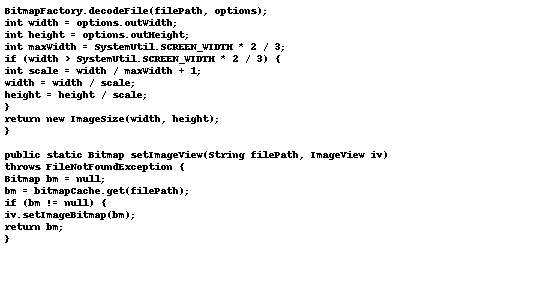 BitmapFactory.decodeFile(filePath, options);
int width = options.outWidth;
int height = options.outHeight;
int maxWidth = SystemUtil.SCREEN_WIDTH * 2 / 3;
if (width > SystemUtil.SCREEN_WIDTH * 2 / 3) {
int scale = width / maxWidth + 1;
width = width / scale;
height = height / scale;
}
return new ImageSize(width, height);
}

public static Bitmap setImageView(String filePath, ImageView iv)
throws FileNotFoundException {
Bitmap bm = null;
bm = bitmapCache.get(filePath);
if (bm != null) {
iv.setImageBitmap(bm);
return bm;
}